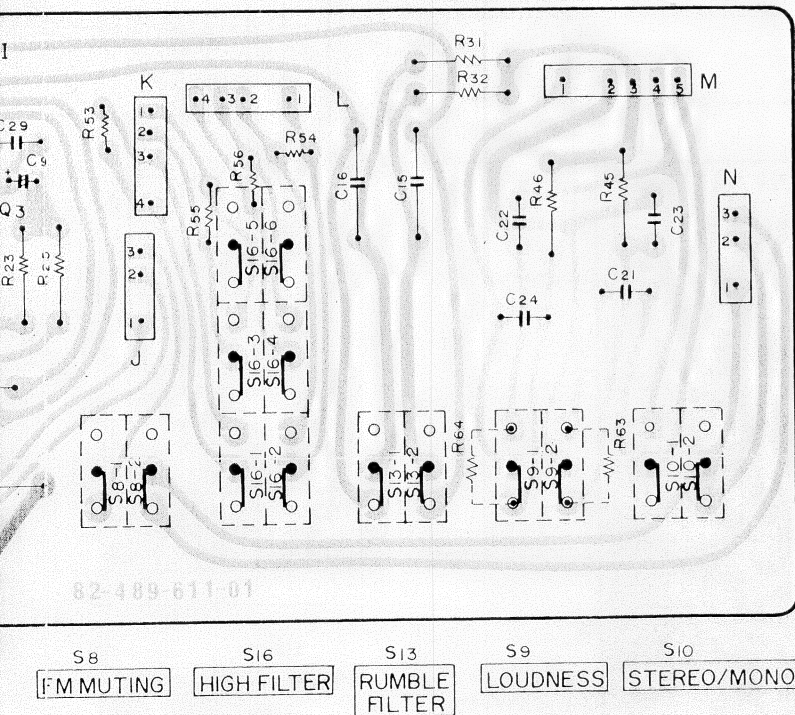 I
K
L
M
N
J
R31
R32
1 2 3 4 5
4 3 2 1
1
2
3
4
R53
C29
C9
+
Q3
R23
R54
R56
R55
S16-5
S16-6
C16
C15
C22
R46
R45
C23
C21
C24
3
2
1
3
2
1
S16-3
S16-4
S8-1
S8-2
S16-1
S16-2
S13-1
S13-2
R64
S9-1
S9-2
R63
S10-1
S10-2
82-489-611-01
S8
S16
S13
S9
S10
FM MUTING
HIGH FILTER
RUMBLE
FILTER
LOUDNESS
STEREO/MONO